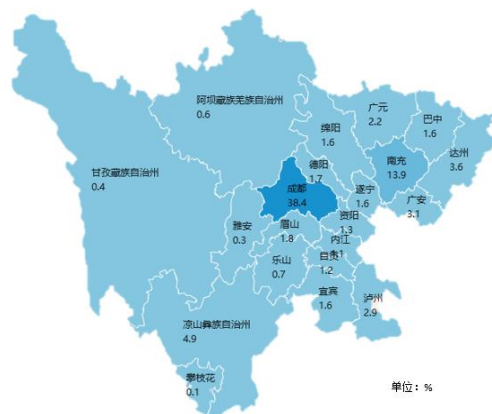 阿坝藏族羌族自治州
0.6
广元
2.2
巴中
1.6
绵阳
1.6
达州
3.6
甘孜藏族自治州
0.4
德阳
1.7
南充
13.9
成都
38.4
遂宁
1.6
广安
3.1
雅安
0.3
眉山
1.8
资阳
1.3
内江
1
乐山
0.7
自贡
1.2
宜宾
1.6
泸州
2.9
凉山彝族自治州
4.9
攀枝花
0.1
单位：%